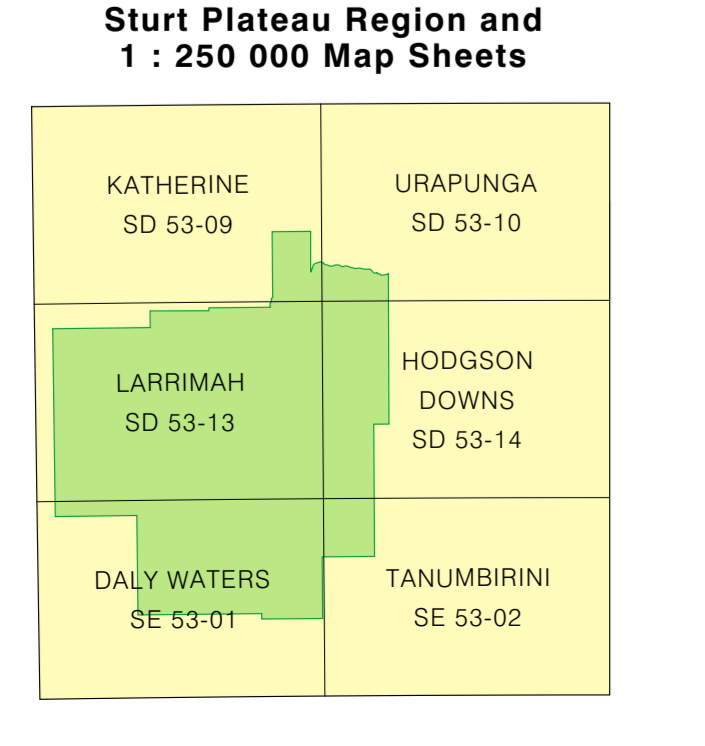 Sturt Plateau Region and
1 : 250 000 Map Sheets
KATHERINE
SD 53-09
URAPUNGA
SD 53-10
LARRIMAH
SD 53-13
HODGSON
DOWNS
SD 53-14
DALY WATERS
SE 53-01
TANUMBIRINI
SE 53-02